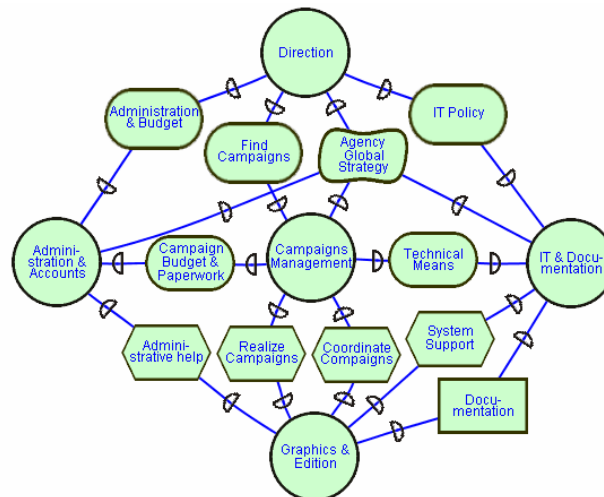 Direction
Administration
& Budget
IT Policy
Find
Campaigns
Agency
Global
Strategy
Admini-
stration &
Accounts
Campaign
Budget &
Paperwork
Campaigns
Management
Technical
Means
IT & Docu-
mentation
Admini-
strative help
Realize
Campaigns
Coordinate
Compaigns
System
Support
Docu-
mentation
Graphics &
Edition